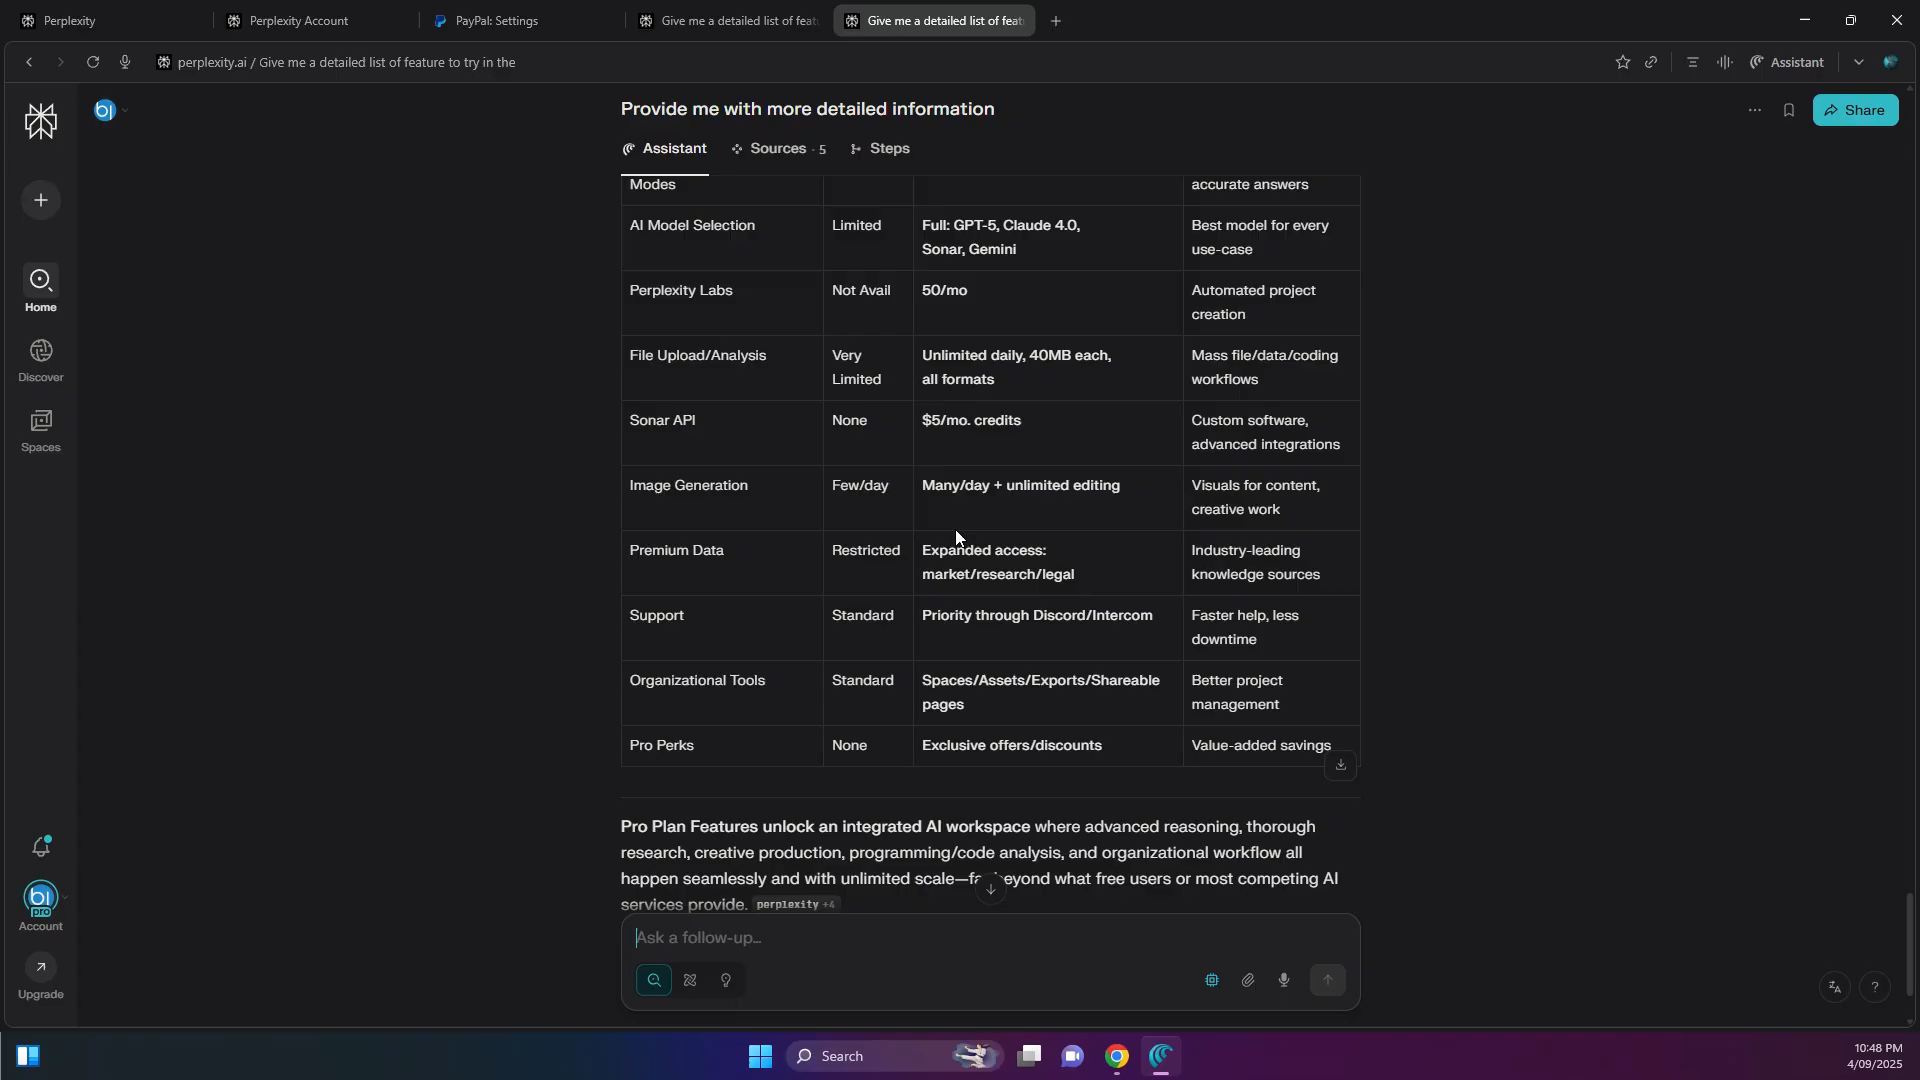 Perplexity
Perplexity Account
PayPal: Settings
Give me a detailed list of feat
Give me a detailed list of feat
perplexity.ai / Give me a detailed list of feature to try in the
Assistant
Provide me with more detailed information
Share
Assistant
Sources · 5
Steps
Modes
accurate answers
AI Model Selection
Limited
Full: GPT-5, Claude 4.0,
Sonar, Gemini
Best model for every
use-case
Perplexity Labs
Not Avail
50/mo
Automated project
creation
File Upload/Analysis
Very
Limited
Unlimited daily, 40MB each,
all formats
Mass file/data/coding
workflows
Sonar API
None
$5/mo. credits
Custom software,
advanced integrations
Image Generation
Few/day
Many/day + unlimited editing
Visuals for content,
creative work
Premium Data
Restricted
Expanded access:
market/research/legal
Industry-leading
knowledge sources
Support
Standard
Priority through Discord/Intercom
Faster help, less
downtime
Organizational Tools
Standard
Spaces/Assets/Exports/Shareable
pages
Better project
management
Pro Perks
None
Exclusive offers/discounts
Value-added savings
Pro Plan Features unlock an integrated AI workspace where advanced reasoning, thorough
research, creative production, programming/code analysis, and organizational workflow all
happen seamlessly and with unlimited scale—far beyond what free users or most competing AI
services provide. perplexity +4
Ask a follow-up...
Home
Discover
Spaces
bi
pro
Account
Upgrade
bi
Search
10:48 PM
4/09/2025